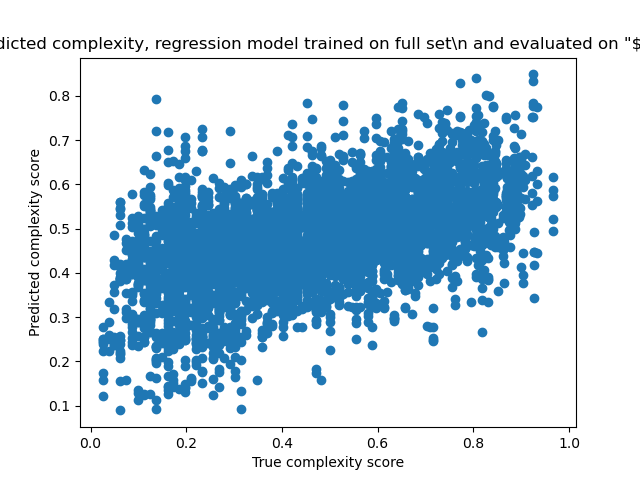 dicted complexity, regression model trained on full set\n and evaluated on "$
0.8
0.7
0.6
0.5
0.4
0.3
0.2
0.1
Predicted complexity score
0.0 0.2 0.4 0.6 0.8 1.0
True complexity score